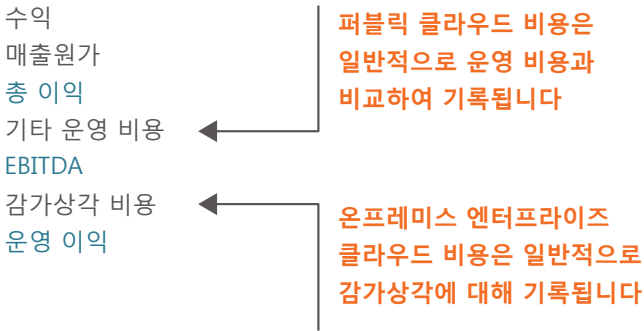 수익
매출원가
총 이익
기타 운영 비용
EBITDA
감가상각 비용
운영 이익
퍼블릭 클라우드 비용은
일반적으로 운영 비용과
비교하여 기록됩니다
온프레미스 엔터프라이즈
클라우드 비용은 일반적으로
감가상각에 대해 기록됩니다